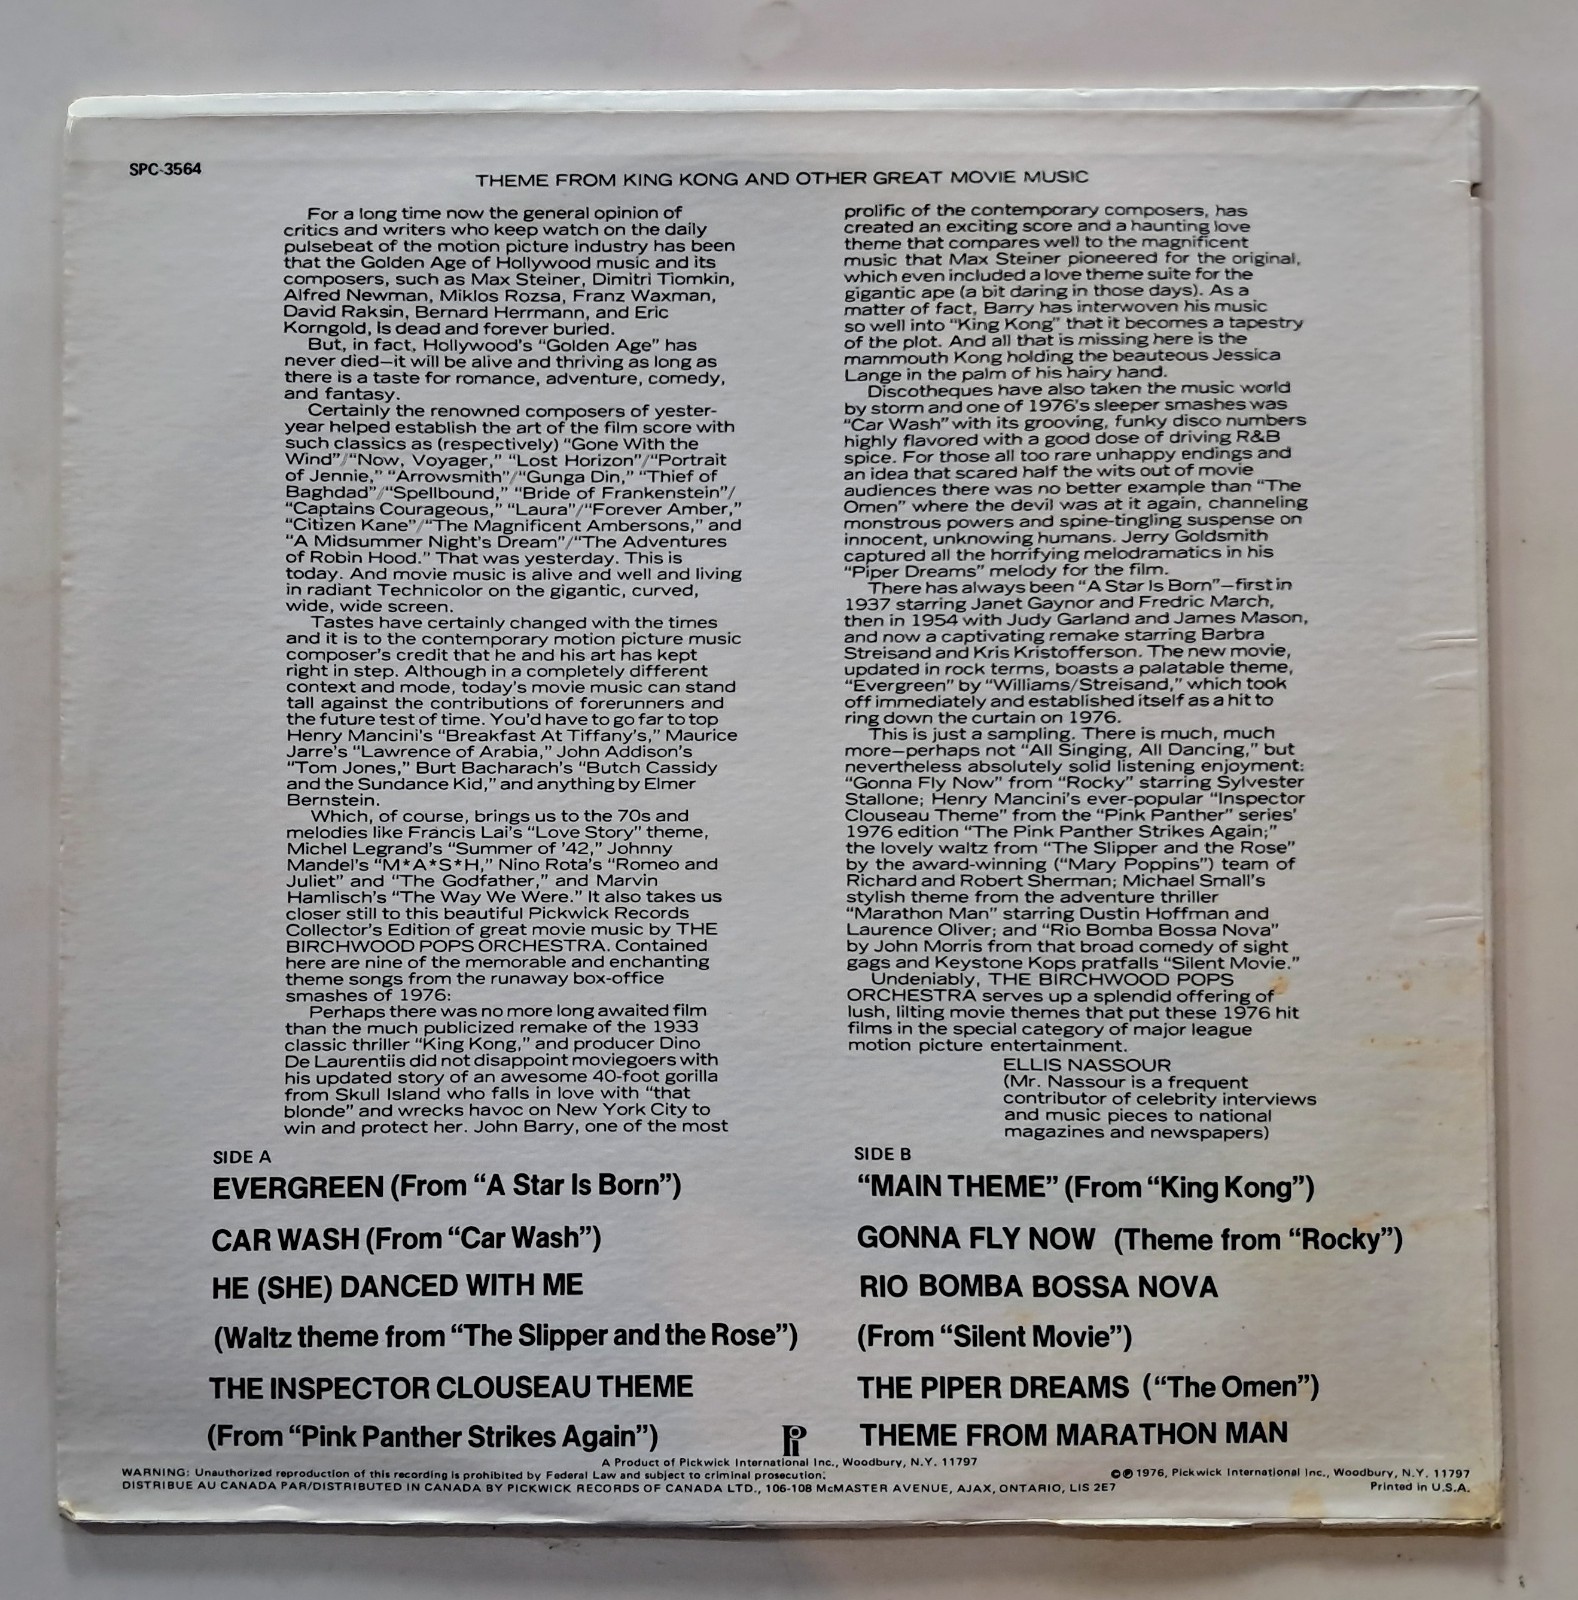 SPC-3564
THEME FROM KING KONG AND OTHER GREAT MOVIE MUSIC
For a long time now the general opinion of
critics and writers who keep watch on the daily
pulsebeat of the motion picture industry has been
that the Golden Age of Hollywood music and its
composers, such as Max Steiner, Dimitri Tiomkin,
Alfred Newman, Miklos Rozsa, Franz Waxman,
David Raksin, Bernard Herrmann, and Eric
Korngold, Is dead and forever buried.
But, in fact, Hollywood's "Golden Age" has
never died—it will be alive and thriving as long as
there is a taste for romance, adventure, comedy,
and fantasy.
Certainly the renowned composers of yester-
year helped establish the art of the film score with
such classics as (respectively) "Gone With the
Wind"/"Now, Voyager," "Lost Horizon"/"Portrait
of Jennie," "Arrowsmith"/"Gunga Din," "Thief of
Baghdad"/"Spellbound," "Bride of Frankenstein"/
"Captains Courageous," "Laura"/"Forever Amber,"
"Citizen Kane"/"The Magnificent Ambersons," and
"A Midsummer Night's Dream"/"The Adventures
of Robin Hood." That was yesterday. This is
today. And movie music is alive and well and living
in radiant Technicolor on the gigantic, curved,
wide, wide screen.
Tastes have certainly changed with the times
and it is to the contemporary motion picture music
composer's credit that he and his art has kept
right in step. Although in a completely different
context and mode, today's movie music can stand
tall against the contributions of forerunners and
the future test of time. You'd have to go far to top
Henry Mancini's "Breakfast At Tiffany's," Maurice
Jarre's "Lawrence of Arabia," John Addison's
"Tom Jones," Burt Bacharach's "Butch Cassidy
and the Sundance Kid," and anything by Elmer
Bernstein.
Which, of course, brings us to the 70s and
melodies like Francis Lai's "Love Story" theme,
Michel Legrand's "Summer of '42," Johnny
Mandel's "M*A*S*H," Nino Rota's "Romeo and
Juliet" and "The Godfather," and Marvin
Hamlisch's "The Way We Were." It also takes us
closer still to this beautiful Pickwick Records
Collector's Edition of great movie music by THE
BIRCHWOOD POPS ORCHESTRA. Contained
here are nine of the memorable and enchanting
theme songs from the runaway box-office
smashes of 1976:
Perhaps there was no more long awaited film
than the much publicized remake of the 1933
classic thriller "King Kong," and producer Dino
De Laurentiis did not disappoint moviegoers with
his updated story of an awesome 40-foot gorilla
from Skull Island who falls in love with "that
blonde" and wrecks havoc on New York City to
win and protect her. John Barry, one of the most
prolific of the contemporary composers, has
created an exciting score and a haunting love
theme that compares well to the magnificent
music that Max Steiner pioneered for the original,
which even included a love theme suite for the
gigantic ape (a bit daring in those days). As a
matter of fact, Barry has interwoven his music
so well into "King Kong" that it becomes a tapestry
of the plot. And all that is missing here is the
mammouth Kong holding the beauteous Jessica
Lange in the palm of his hairy hand.
Discotheques have also taken the music world
by storm and one of 1976's sleeper smashes was
"Car Wash" with its grooving, funky disco numbers
highly flavored with a good dose of driving R&B
spice. For those all too rare unhappy endings and
an idea that scared half the wits out of movie
audiences there was no better example than "The
Omen" where the devil was at it again, channeling
monstrous powers and spine-tingling suspense on
innocent, unknowing humans. Jerry Goldsmith
captured all the horrifying melodramatics in his
"Piper Dreams" melody for the film.
There has always been "A Star Is Born"—first in
1937 starring Janet Gaynor and Fredric March,
then in 1954 with Judy Garland and James Mason,
and now a captivating remake starring Barbra
Streisand and Kris Kristofferson. The new movie,
updated in rock terms, boasts a palatable theme,
"Evergreen" by "Williams/Streisand," which took
off immediately and established itself as a hit to
ring down the curtain on 1976.
This is just a sampling. There is much, much
more—perhaps not "All Singing, All Dancing," but
nevertheless absolutely solid listening enjoyment:
"Gonna Fly Now" from "Rocky" starring Sylvester
Stallone; Henry Mancini's ever-popular "Inspector
Clouseau Theme" from the "Pink Panther" series'
1976 edition "The Pink Panther Strikes Again;"
the lovely waltz from "The Slipper and the Rose"
by the award-winning ("Mary Poppins") team of
Richard and Robert Sherman; Michael Small's
stylish theme from the adventure thriller
"Marathon Man" starring Dustin Hoffman and
Laurence Oliver; and "Rio Bomba Bossa Nova"
by John Morris from that broad comedy of sight
gags and Keystone Kops pratfalls "Silent Movie."
Undeniably, THE BIRCHWOOD POPS
ORCHESTRA serves up a splendid offering of
lush, lilting movie themes that put these 1976 hit
films in the special category of major league
motion picture entertainment.
ELLIS NASSOUR
(Mr. Nassour is a frequent
contributor of celebrity interviews
and music pieces to national
magazines and newspapers)
SIDE A
EVERGREEN (From "A Star Is Born")
CAR WASH (From "Car Wash")
HE (SHE) DANCED WITH ME
(Waltz theme from "The Slipper and the Rose")
THE INSPECTOR CLOUSEAU THEME
(From "Pink Panther Strikes Again")
SIDE B
"MAIN THEME" (From "King Kong")
GONNA FLY NOW (Theme from "Rocky")
RIO BOMBA BOSSA NOVA
(From "Silent Movie")
THE PIPER DREAMS ("The Omen")
THEME FROM MARATHON MAN
A Product of Pickwick International Inc., Woodbury, N.Y. 11797
WARNING: Unauthorized reproduction of this recording is prohibited by Federal Law and subject to criminal prosecution.
©℗ 1976, Pickwick International Inc., Woodbury, N.Y. 11797
DISTRIBUE AU CANADA PAR/DISTRIBUTED IN CANADA BY PICKWICK RECORDS OF CANADA LTD., 106-108 McMASTER AVENUE, AJAX, ONTARIO, LIS 2E7
Printed in U.S.A.